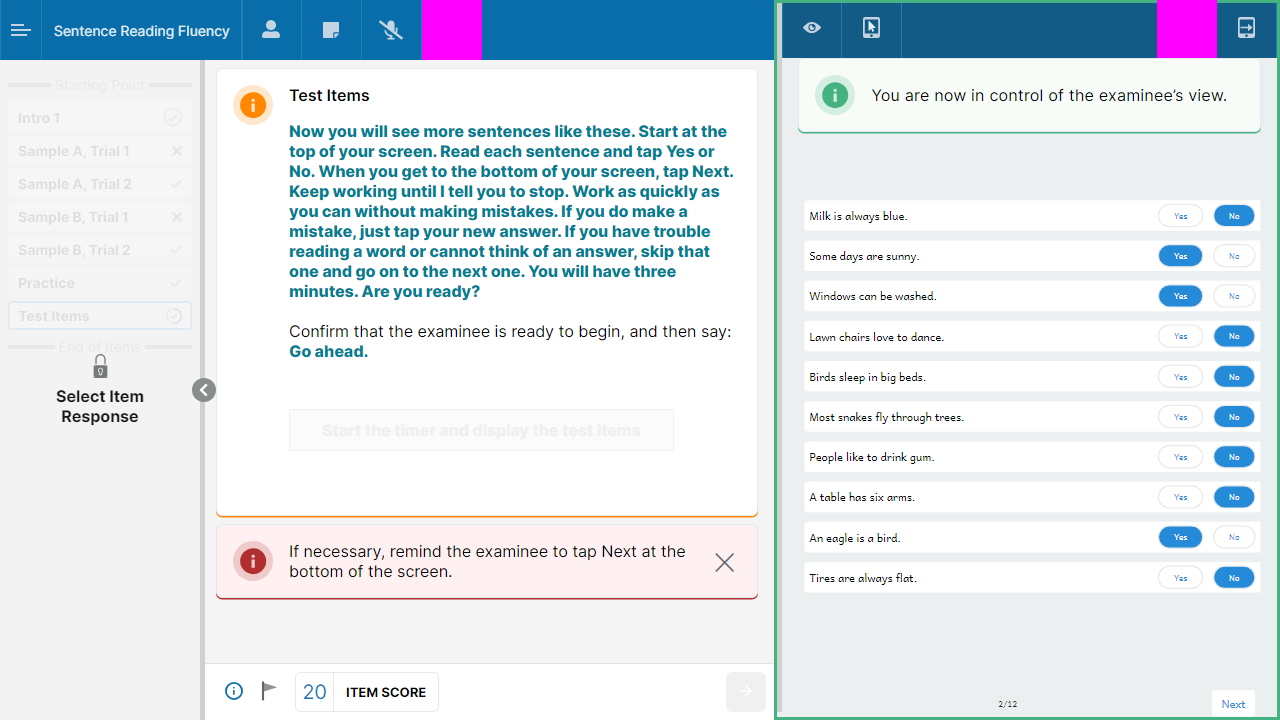 Sentence Reading Fluency
Starting Point
Intro 1
Sample A, Trial 1
Sample A, Trial 2
Sample B, Trial 1
Sample B, Trial 2
Practice
Test Items
End of Items
Select Item
Response
Test Items
Now you will see more sentences like these. Start at the
top of your screen. Read each sentence and tap Yes or
No. When you get to the bottom of your screen, tap Next.
Keep working until I tell you to stop. Work as quickly as
you can without making mistakes. If you do make a
mistake, just tap your new answer. If you have trouble
reading a word or cannot think of an answer, skip that
one and go on to the next one. You will have three
minutes. Are you ready?
Confirm that the examinee is ready to begin, and then say:
Go ahead.
Start the timer and display the test items
If necessary, remind the examinee to tap Next at the
bottom of the screen.
20 ITEM SCORE
You are now in control of the examinee's view.
Milk is always blue. Yes No
Some days are sunny. Yes No
Windows can be washed. Yes No
Lawn chairs love to dance. Yes No
Birds sleep in big beds. Yes No
Most snakes fly through trees. Yes No
People like to drink gum. Yes No
A table has six arms. Yes No
An eagle is a bird. Yes No
Tires are always flat. Yes No
2/12
Next